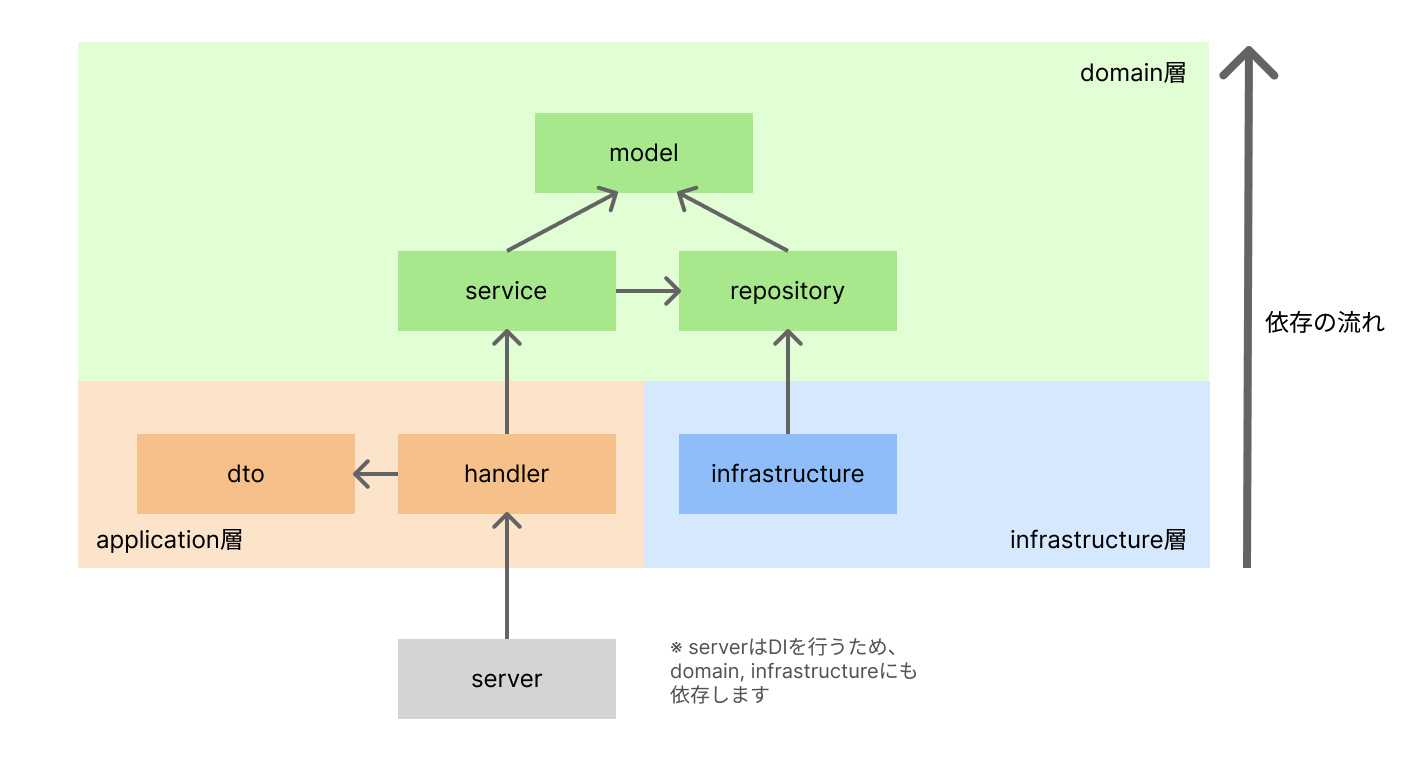 domain層
model
service
repository
依存の流れ
dto
handler
infrastructure
application層
infrastructure層
server
※ serverはDIを行うため、
domain, infrastructureにも
依存します